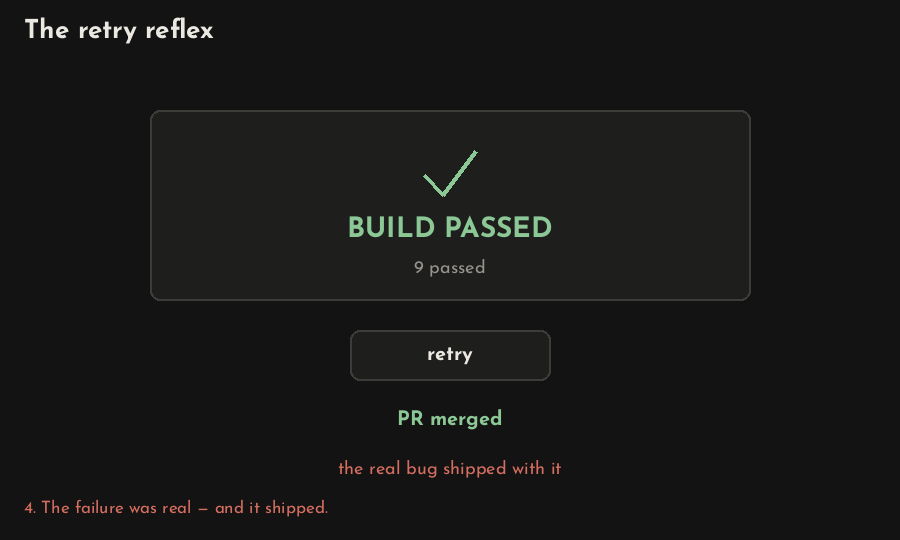 The retry reflex
BUILD PASSED
9 passed
retry
PR merged
the real bug shipped with it
4. The failure was real — and it shipped.